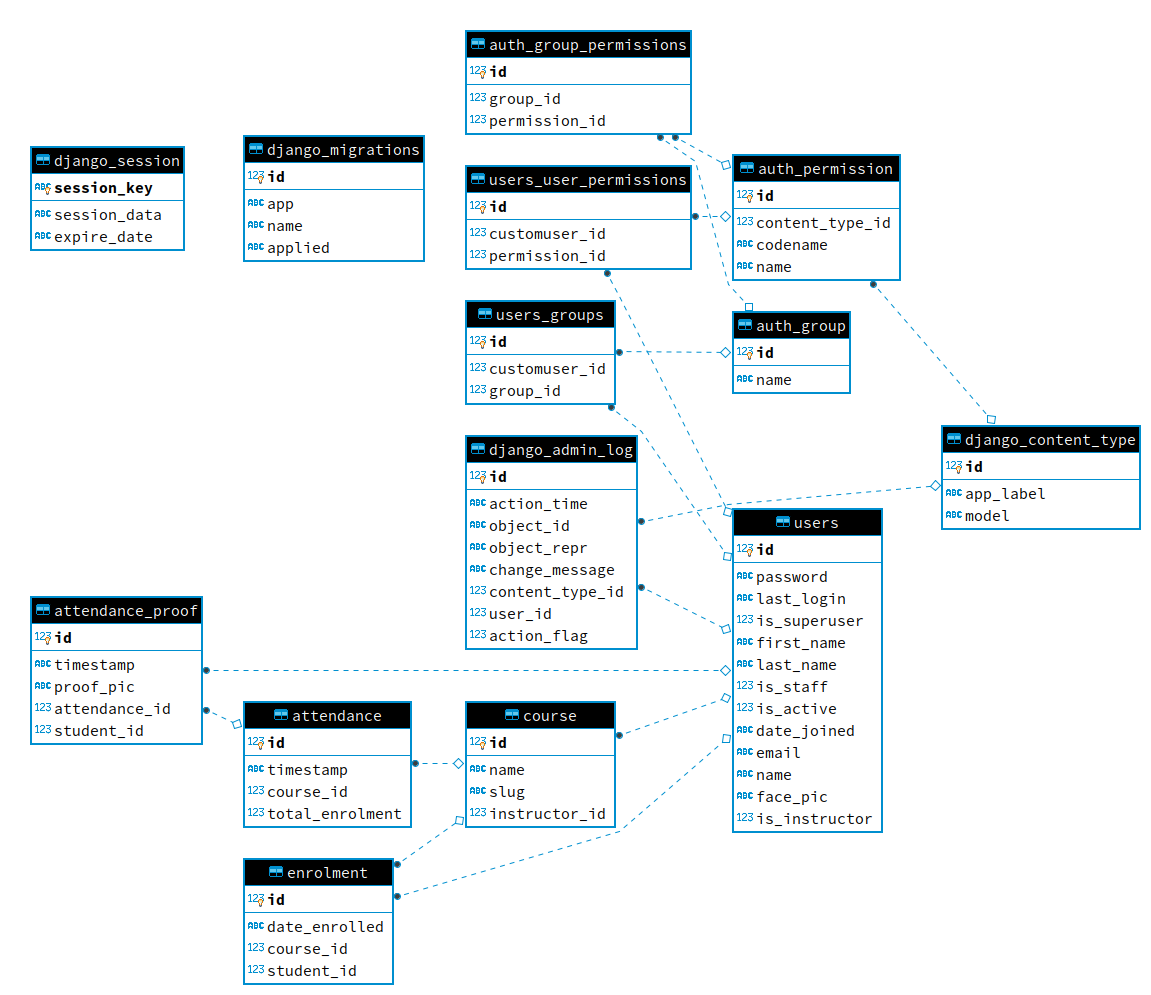 auth_group_permissions
123 id
123 group_id
123 permission_id
django_session
ABC session_key
ABC session_data
ABC expire_date
django_migrations
123 id
ABC app
ABC name
ABC applied
users_user_permissions
123 id
123 customuser_id
123 permission_id
auth_permission
123 id
123 content_type_id
ABC codename
ABC name
users_groups
123 id
123 customuser_id
123 group_id
auth_group
123 id
ABC name
django_admin_log
123 id
ABC action_time
ABC object_id
ABC object_repr
ABC change_message
123 content_type_id
123 user_id
123 action_flag
django_content_type
123 id
ABC app_label
ABC model
users
123 id
ABC password
ABC last_login
123 is_superuser
ABC first_name
ABC last_name
123 is_staff
123 is_active
ABC date_joined
ABC email
ABC name
ABC face_pic
123 is_instructor
attendance_proof
123 id
ABC timestamp
ABC proof_pic
123 attendance_id
123 student_id
attendance
123 id
ABC timestamp
123 course_id
123 total_enrolment
course
123 id
ABC name
ABC slug
123 instructor_id
enrolment
123 id
ABC date_enrolled
123 course_id
123 student_id